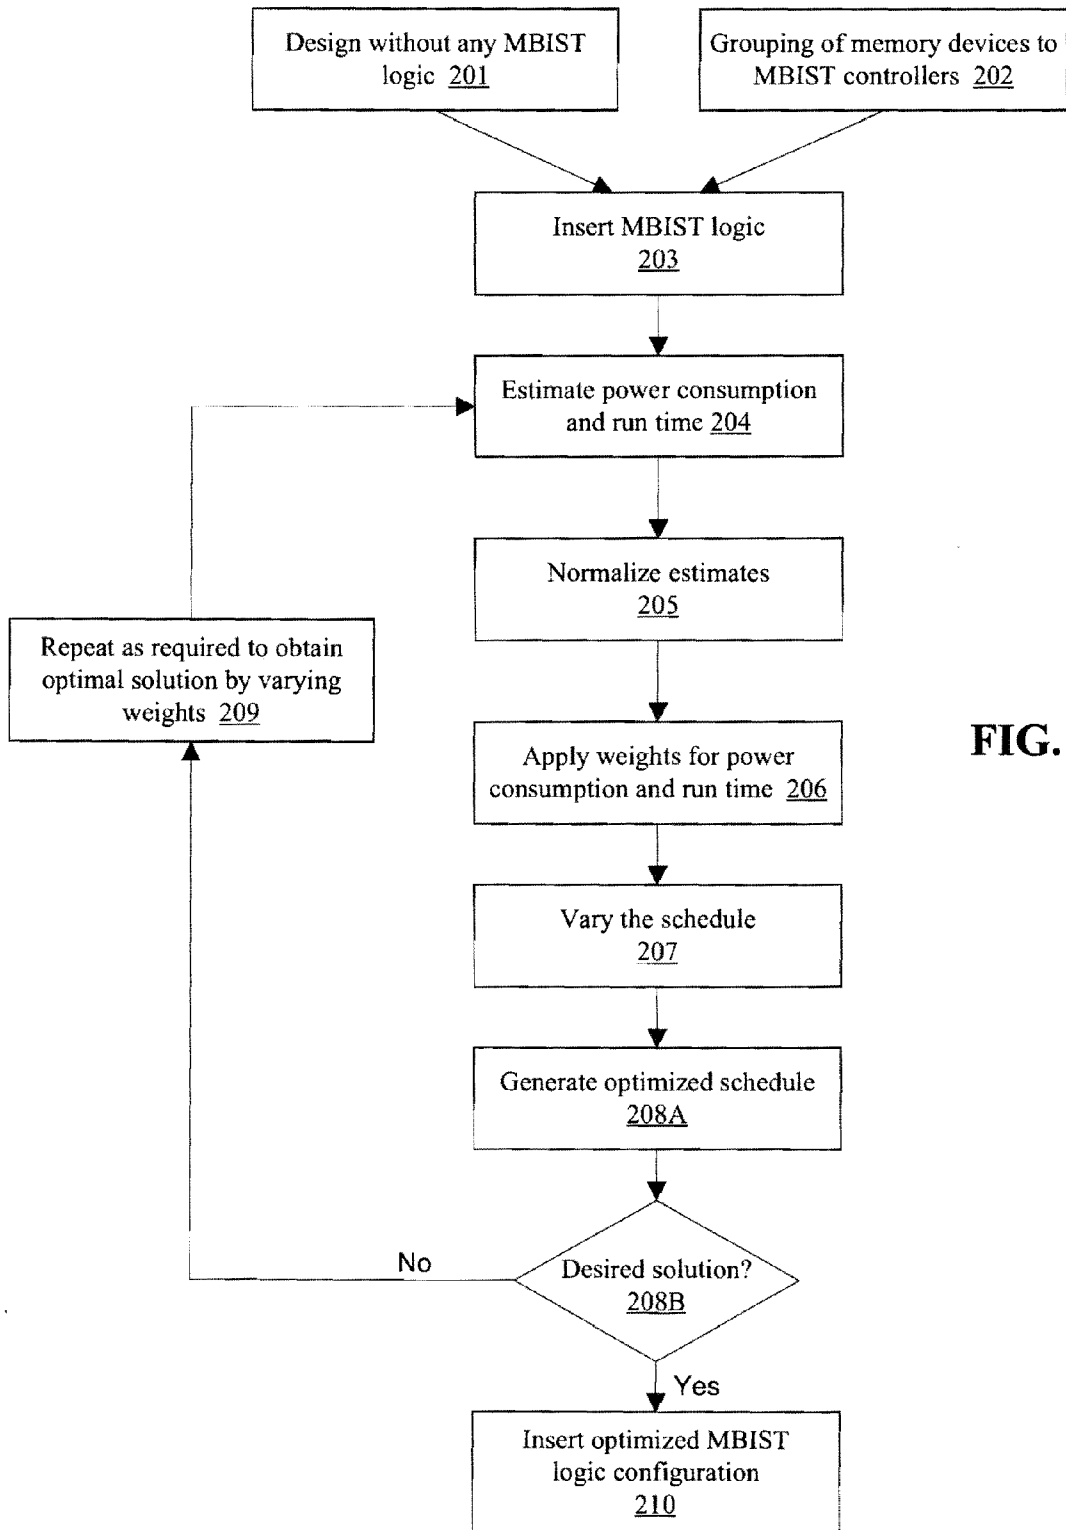 Design without any MBIST
logic 201
Grouping of memory devices to
MBIST controllers 202
Insert MBIST logic
203
Estimate power consumption
and run time 204
Normalize estimates
205
Repeat as required to obtain
optimal solution by varying
weights 209
FIG.
Apply weights for power
consumption and run time 206
Vary the schedule
207
Generate optimized schedule
208A
No
Desired solution?
208B
Yes
Insert optimized MBIST
logic configuration
210